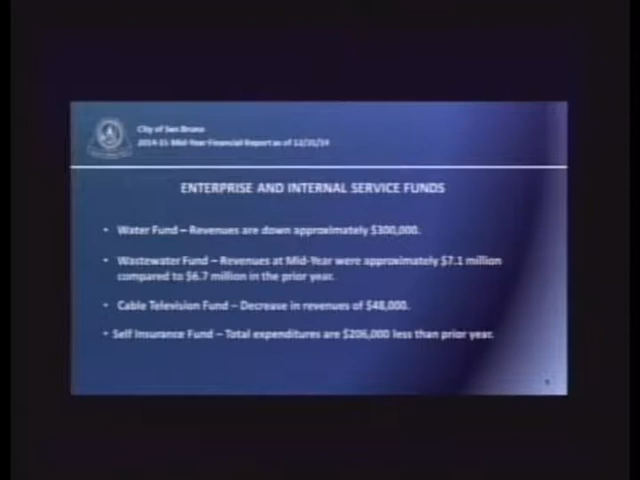 City of San Bruno
2014-15 Mid-Year Financial Report as of 12/31/14
ENTERPRISE AND INTERNAL SERVICE FUNDS
• Water Fund – Revenues are down approximately $300,000.
• Wastewater Fund – Revenues at Mid-Year were approximately $7.1 million
compared to $6.7 million in the prior year.
• Cable Television Fund – Decrease in revenues of $48,000.
• Self Insurance Fund – Total expenditures are $206,000 less than prior year.